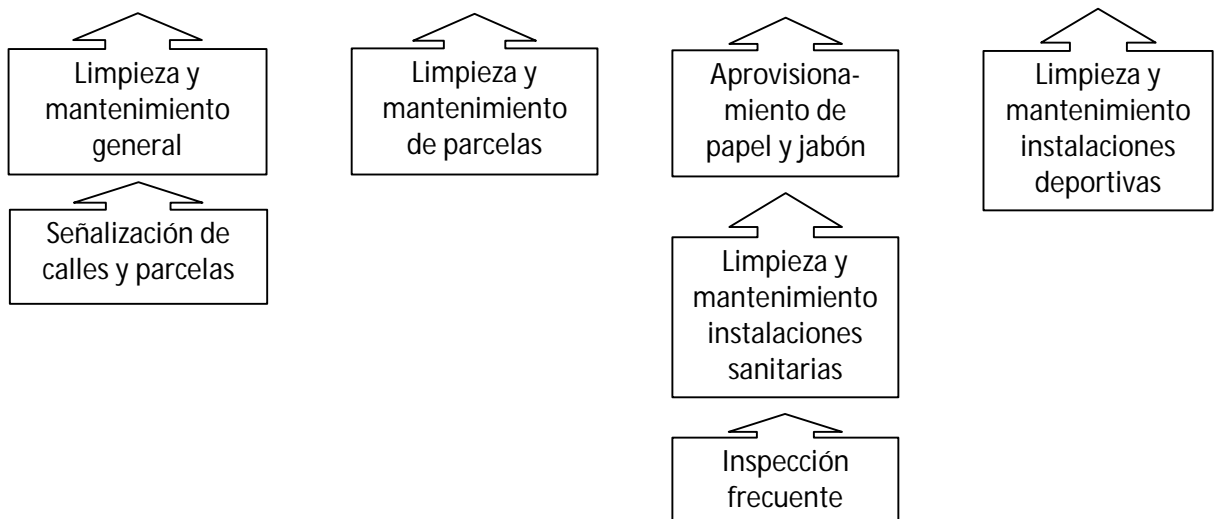 Limpieza y
mantenimiento
general
Señalización de
calles y parcelas
Limpieza y
mantenimiento
de parcelas
Aprovisiona-
miento de
papel y jabón
Limpieza y
mantenimiento
instalaciones
sanitarias
Inspección
frecuente
Limpieza y
mantenimiento
instalaciones
deportivas